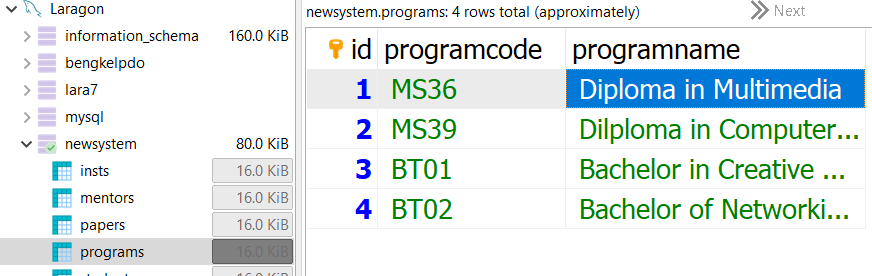 Laragon
information_schema 160.0 KiB
bengkelpdo
lara7
mysql
newsystem 80.0 KiB
insts 16.0 KiB
mentors 16.0 KiB
papers 16.0 KiB
programs 16.0 KiB
newsystem.programs: 4 rows total (approximately) Next
id programcode programname
1 MS36 Diploma in Multimedia
2 MS39 Dilploma in Computer...
3 BT01 Bachelor in Creative ...
4 BT02 Bachelor of Networki...